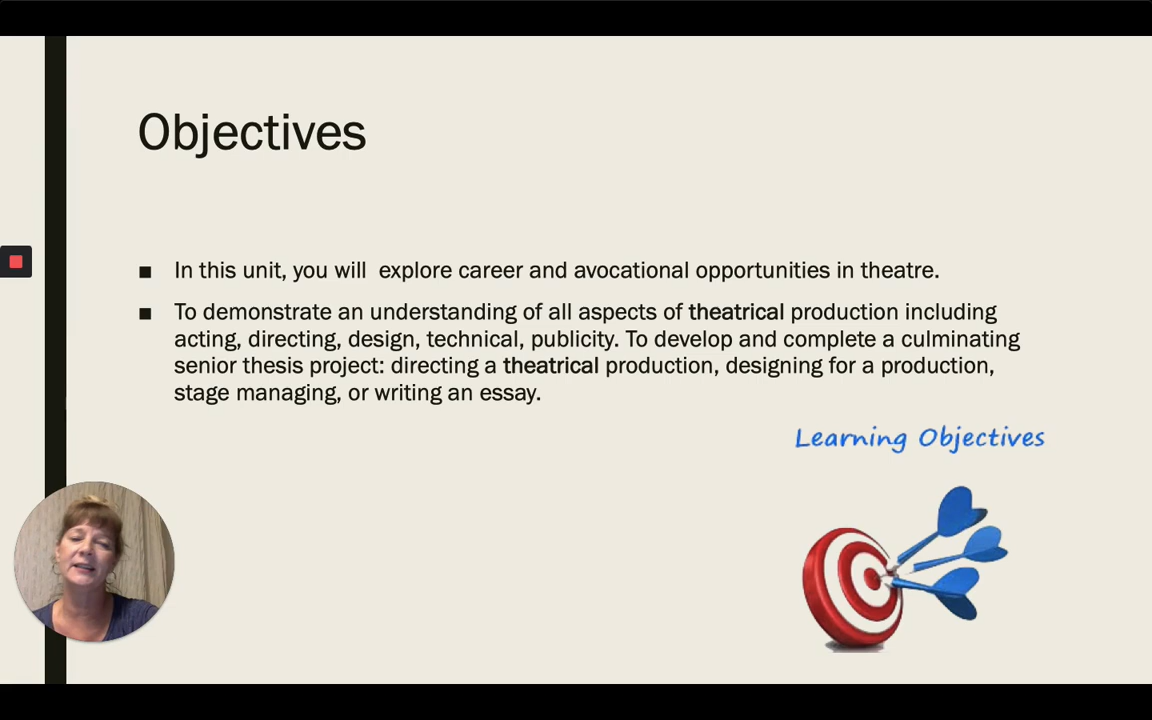 Objectives
■ In this unit, you will  explore career and avocational opportunities in theatre.
■ To demonstrate an understanding of all aspects of theatrical production including
acting, directing, design, technical, publicity. To develop and complete a culminating
senior thesis project: directing a theatrical production, designing for a production,
stage managing, or writing an essay.
Learning Objectives